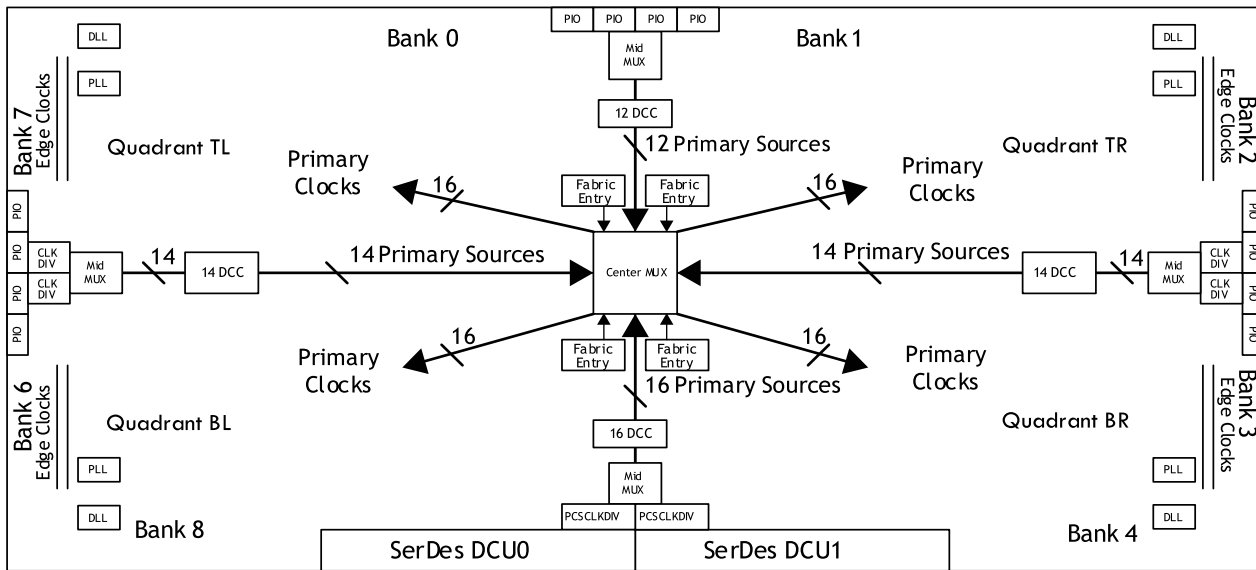 PIO PIO PIO PIO
DLL
Bank 0
Mid
MUX
Bank 1
DLL
PLL
PLL
Bank 7
Edge Clocks
Edge Clocks
Bank 2
12 DCC
Quadrant TL
12 Primary Sources
Quadrant TR
Primary
Clocks
16
Fabric
Entry
Fabric
Entry
16
Primary
Clocks
PIO
PIO
PIO
PIO
CLK
DIV
CLK
DIV
Mid
MUX
14
14 DCC
14 Primary Sources
Center MUX
14 Primary Sources
14 DCC
14
Mid
MUX
CLK
DIV
CLK
DIV
PIO
PIO
PIO
PIO
Primary
Clocks
16
Fabric
Entry
Fabric
Entry
16
Primary
Clocks
16 Primary Sources
Bank 6
Edge Clocks
Quadrant BL
16 DCC
Quadrant BR
Edge Clocks
Bank 3
PLL
Mid
MUX
PLL
DLL
Bank 8
PCSCLKDIV PCSCLKDIV
Bank 4
DLL
SerDes DCU0
SerDes DCU1